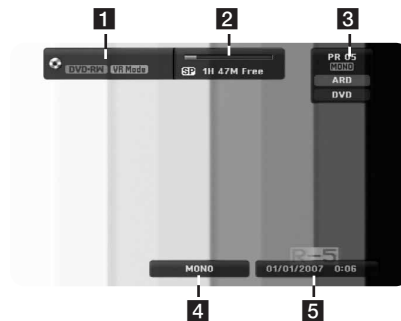 1
2
3
DVD-RW VR Mode
SP 1H 47M Free
PR 05
MONO
ARD
DVD
R-5
MONO
01/01/2007 0:06
4
5